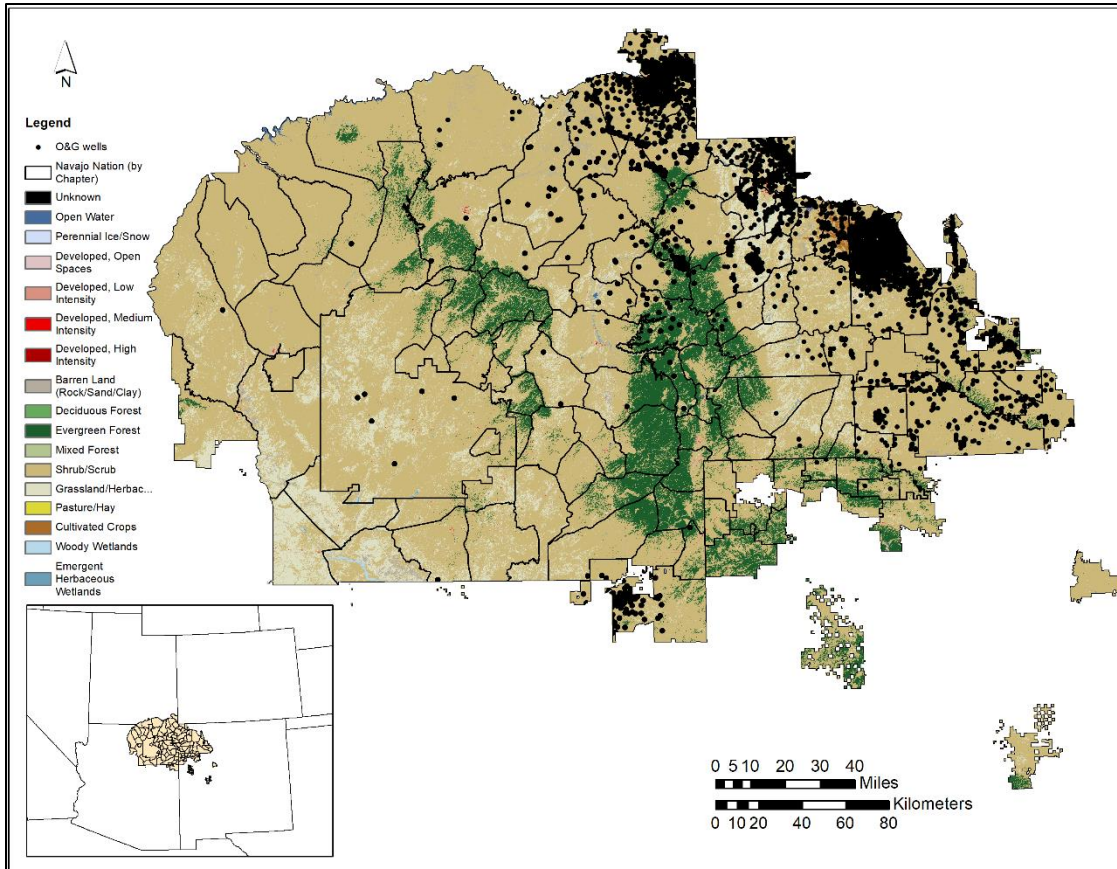 N
Legend
O&G wells
Navajo Nation (by
Chapter)
Unknown
Open Water
Perennial Ice/Snow
Developed, Open
Spaces
Developed, Low
Intensity
Developed, Medium
Intensity
Developed, High
Intensity
Barren Land
(Rock/Sand/Clay)
Deciduous Forest
Evergreen Forest
Mixed Forest
Shrub/Scrub
Grassland/Herbac...
Pasture/Hay
Cultivated Crops
Woody Wetlands
Emergent
Herbaceous
Wetlands
0 5 10 20 30 40
Miles
Kilometers
0 10 20 40 60 80